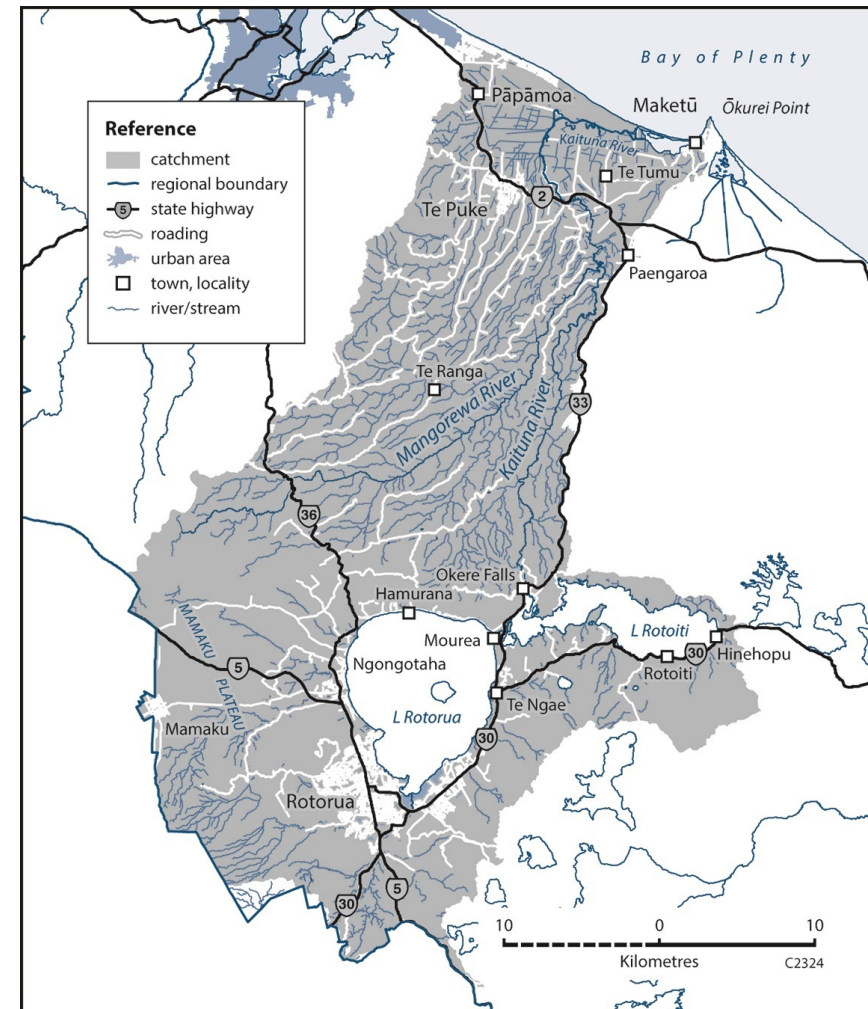 Bay of Plenty
Pāpāmoa
Maketū
Ōkurei Point
Reference
catchment
regional boundary
5
state highway
roading
urban area
town, locality
river/stream
Kaituna River
Te Tumu
Te Puke
2
Paengaroa
Te Ranga
Mangorewa River
Kaituna River
33
36
Okere Falls
Hamurana
MAMAKU
PLATEAU
Mourea
L Rotoiti
30
Hinehopu
Rotoiti
5
Ngongotaha
L Rotorua
Te Ngae
Mamaku
30
Rotorua
30
5
10
0
10
Kilometres
C2324